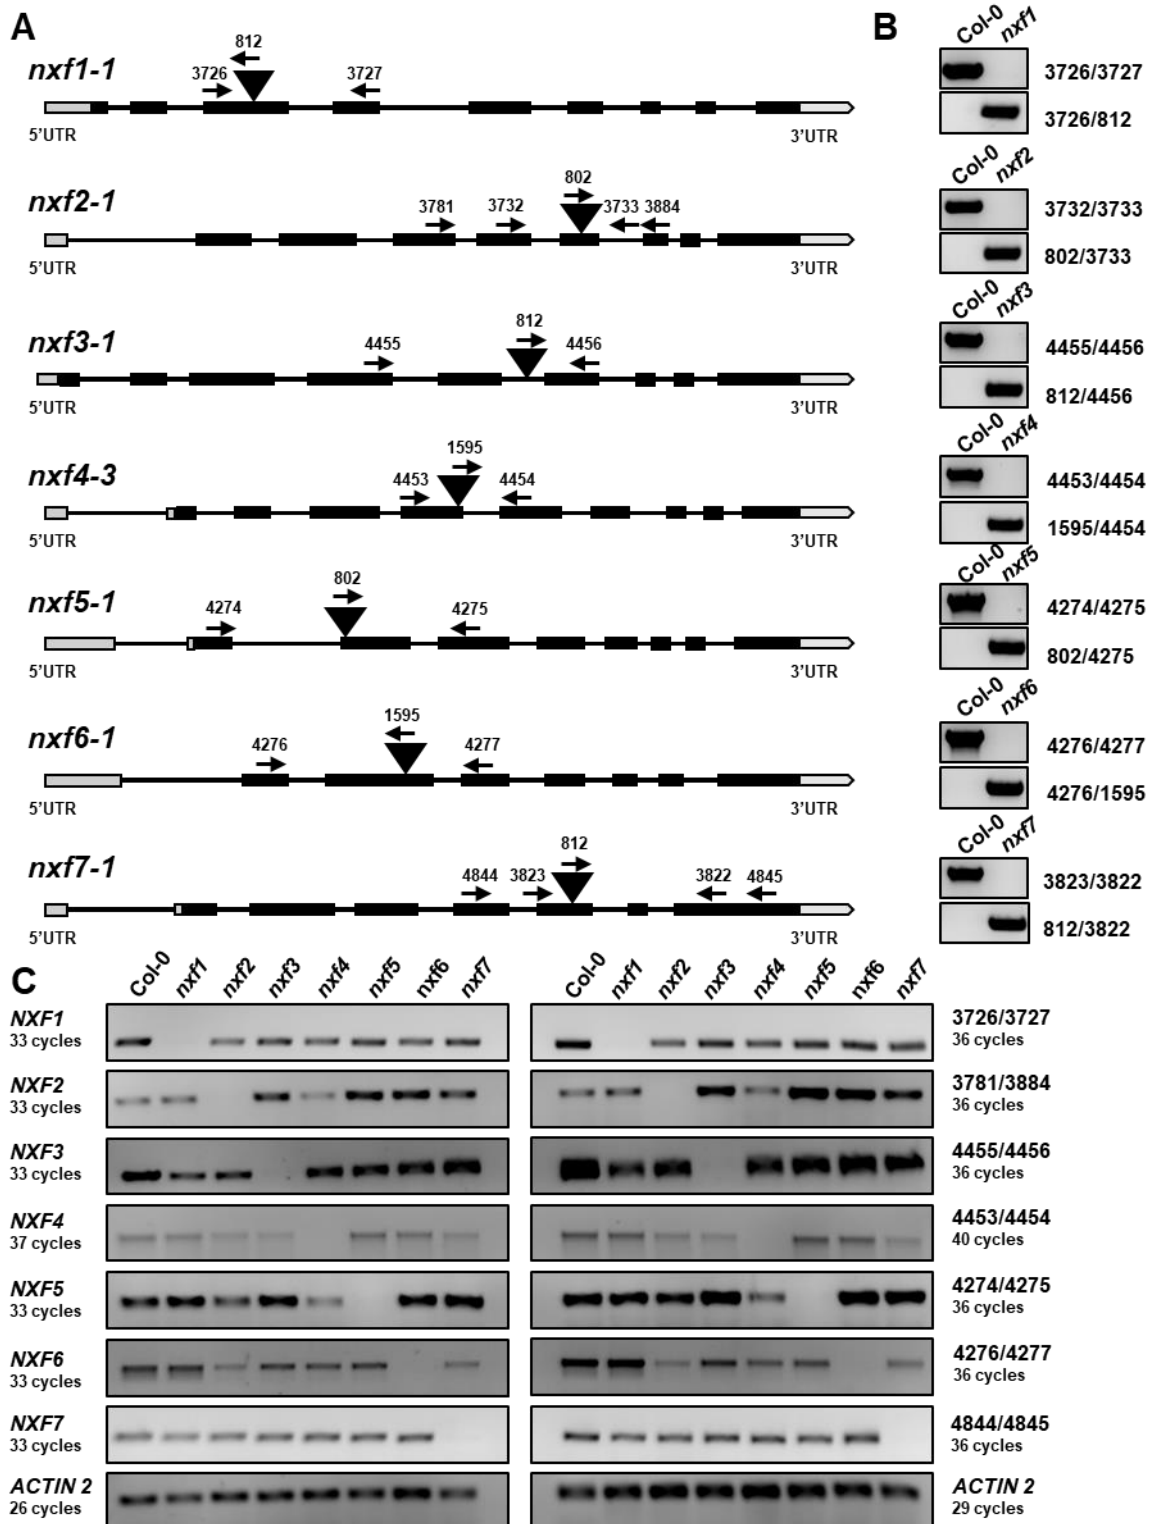 A
nxf1-1
812
3726
3727
5'UTR
3'UTR
nxf2-1
802
3781
3732
3733
3884
5'UTR
3'UTR
nxf3-1
812
4455
4456
5'UTR
3'UTR
nxf4-3
1595
4453
4454
5'UTR
3'UTR
nxf5-1
802
4274
4275
5'UTR
3'UTR
nxf6-1
1595
4276
4277
5'UTR
3'UTR
nxf7-1
812
4844
3823
3822
4845
5'UTR
3'UTR
B
Col-0 nxf1
3726/3727
3726/812
Col-0 nxf2
3732/3733
802/3733
Col-0 nxf3
4455/4456
812/4456
Col-0 nxf4
4453/4454
1595/4454
Col-0 nxf5
4274/4275
802/4275
Col-0 nxf6
4276/4277
4276/1595
Col-0 nxf7
3823/3822
812/3822
C
Col-0 nxf1 nxf2 nxf3 nxf4 nxf5 nxf6 nxf7
Col-0 nxf1 nxf2 nxf3 nxf4 nxf5 nxf6 nxf7
NXF1
33 cycles
3726/3727
36 cycles
NXF2
33 cycles
3781/3884
36 cycles
NXF3
33 cycles
4455/4456
36 cycles
NXF4
37 cycles
4453/4454
40 cycles
NXF5
33 cycles
4274/4275
36 cycles
NXF6
33 cycles
4276/4277
36 cycles
NXF7
33 cycles
4844/4845
36 cycles
ACTIN 2
26 cycles
ACTIN 2
29 cycles